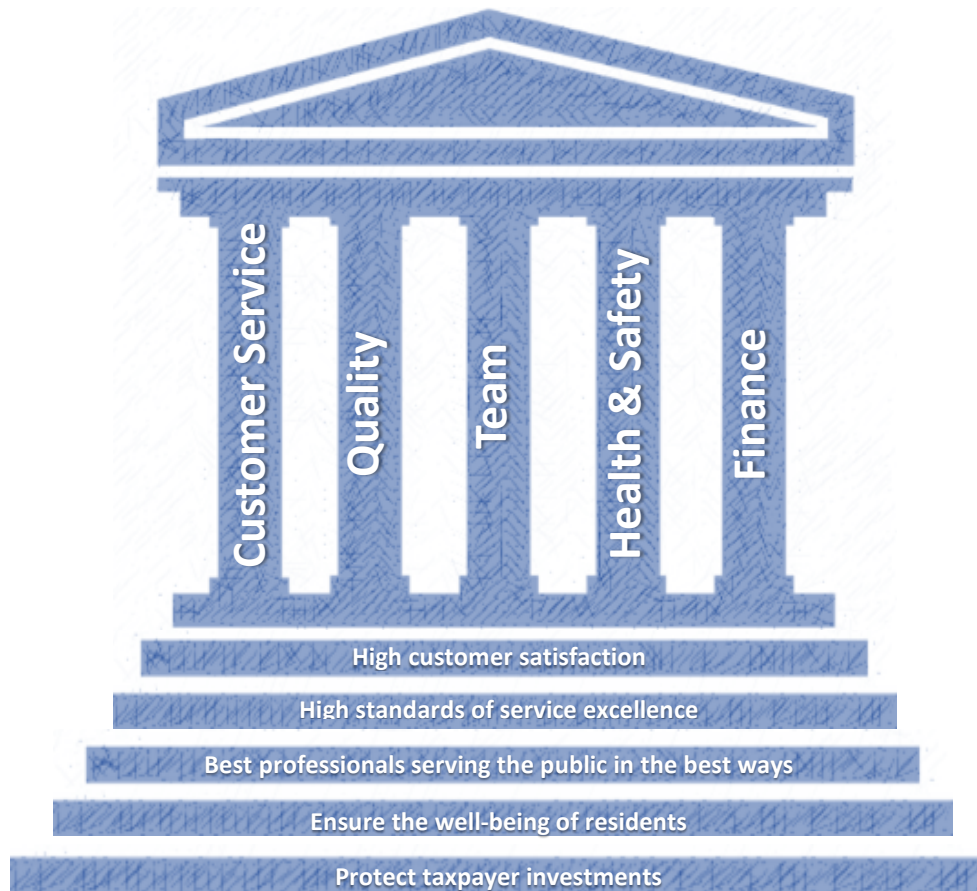 Customer Service
Quality
Team
Health & Safety
Finance
High customer satisfaction
High standards of service excellence
Best professionals serving the public in the best ways
Ensure the well-being of residents
Protect taxpayer investments